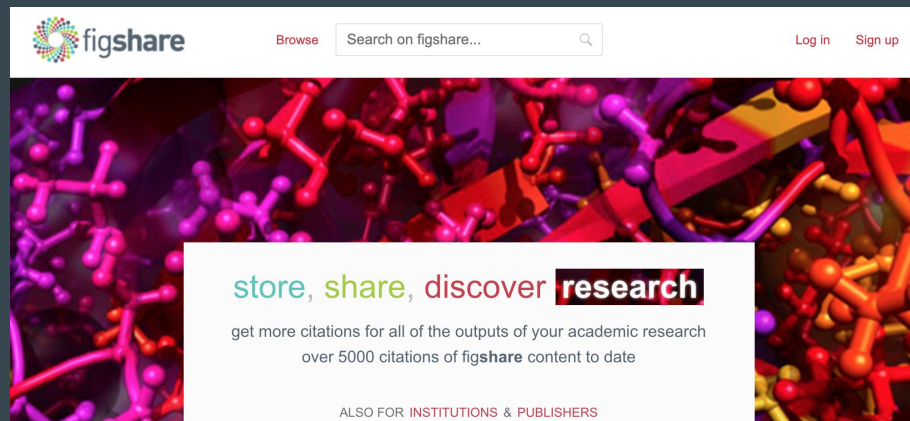 figshare
Browse
Search on figshare...
Log in
Sign up
store, share, discover research
get more citations for all of the outputs of your academic research
over 5000 citations of figshare content to date
ALSO FOR INSTITUTIONS & PUBLISHERS